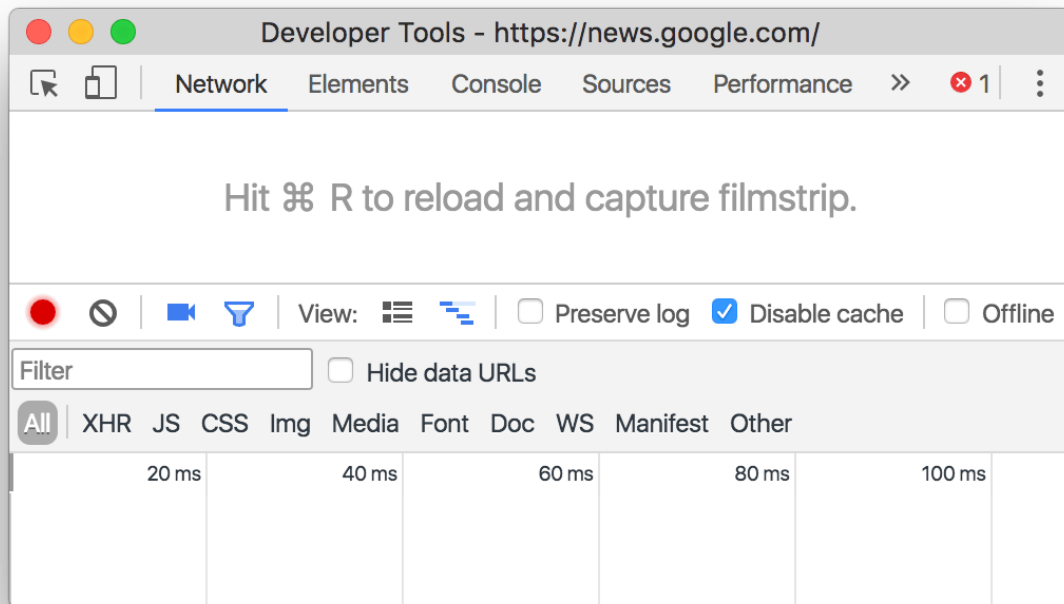 Developer Tools - https://news.google.com/
Network Elements Console Sources Performance » 1
Hit ⌘ R to reload and capture filmstrip.
View: Preserve log Disable cache Offline
Filter Hide data URLs
All XHR JS CSS Img Media Font Doc WS Manifest Other
20 ms 40 ms 60 ms 80 ms 100 ms